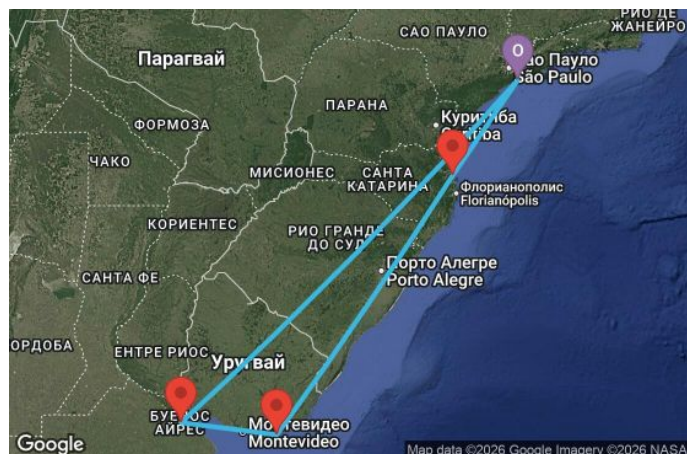 РИО ДЕ
ЖАНЕЙРО
САО ПАУЛО
O
Сао Пауло
São Paulo
Парагвай
ПАРАНА
Куритиба
Curitiba
ФОРМОЗА
ЧАКО
МИСИОНЕС
САНТА
КАТАРИНА
Флорианополис
Florianópolis
КОРИЕНТЕС
РИО ГРАНДЕ
ДО СУЛ
Порто Алегре
Porto Alegre
САНТА ФЕ
ОРДОБА
ЕНТРЕ РИОС
Уругвай
БУЕНОС
АЙРЕС
Монтевидео
Montevideo
Google
Map data ©2026 Google Imagery ©2026 NASA